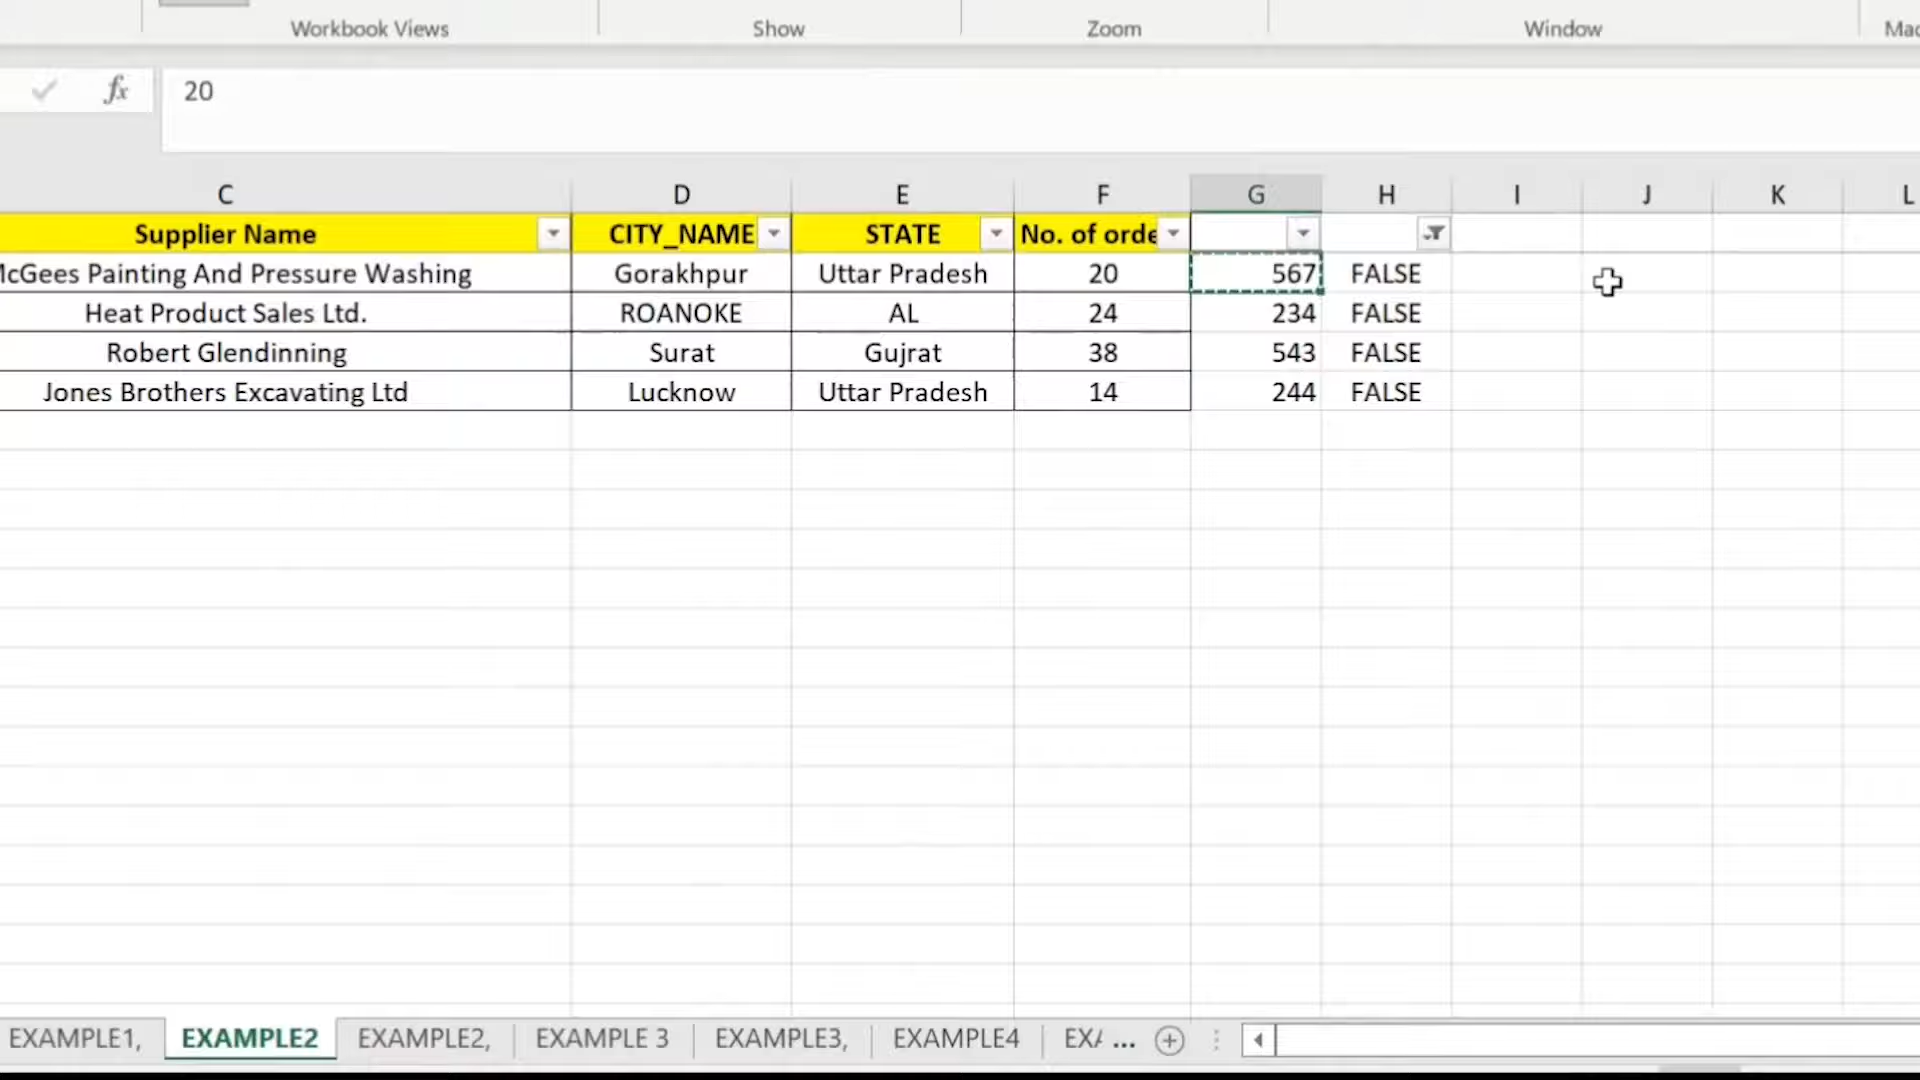 Workbook Views Show Zoom Window Mac
fx 20
C D E F G H I J K L
Supplier Name CITY_NAME STATE No. of orde
McGees Painting And Pressure Washing Gorakhpur Uttar Pradesh 20 567 FALSE
Heat Product Sales Ltd. ROANOKE AL 24 234 FALSE
Robert Glendinning Surat Gujrat 38 543 FALSE
Jones Brothers Excavating Ltd Lucknow Uttar Pradesh 14 244 FALSE
EXAMPLE1, EXAMPLE2 EXAMPLE2, EXAMPLE 3 EXAMPLE3, EXAMPLE4 EXA ...